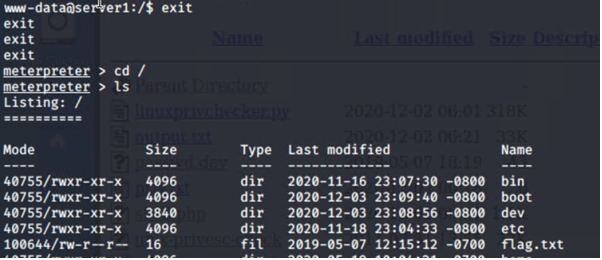 www-data@server1:/$ exit
exit
exit
exit
meterpreter > cd /
meterpreter > ls
Listing: /
==========
Name Last modified Size Descrip
Parent Directory -
linuxprivchecker.py 2020-12-02 06:01 318K
output.txt 2020-12-02 06:21 33K
Mode Size Type Last modified Name
---- ---- ---- ------------- ----
40755/rwxr-xr-x 4096 dir 2020-11-16 23:07:30 -0800 bin
40755/rwxr-xr-x 4096 dir 2020-12-03 23:09:40 -0800 boot
40755/rwxr-xr-x 3840 dir 2020-12-03 23:08:56 -0800 dev
40755/rwxr-xr-x 4096 dir 2020-11-18 23:04:33 -0800 etc
100644/rw-r--r-- 16 fil 2019-05-07 12:15:12 -0700 flag.txt